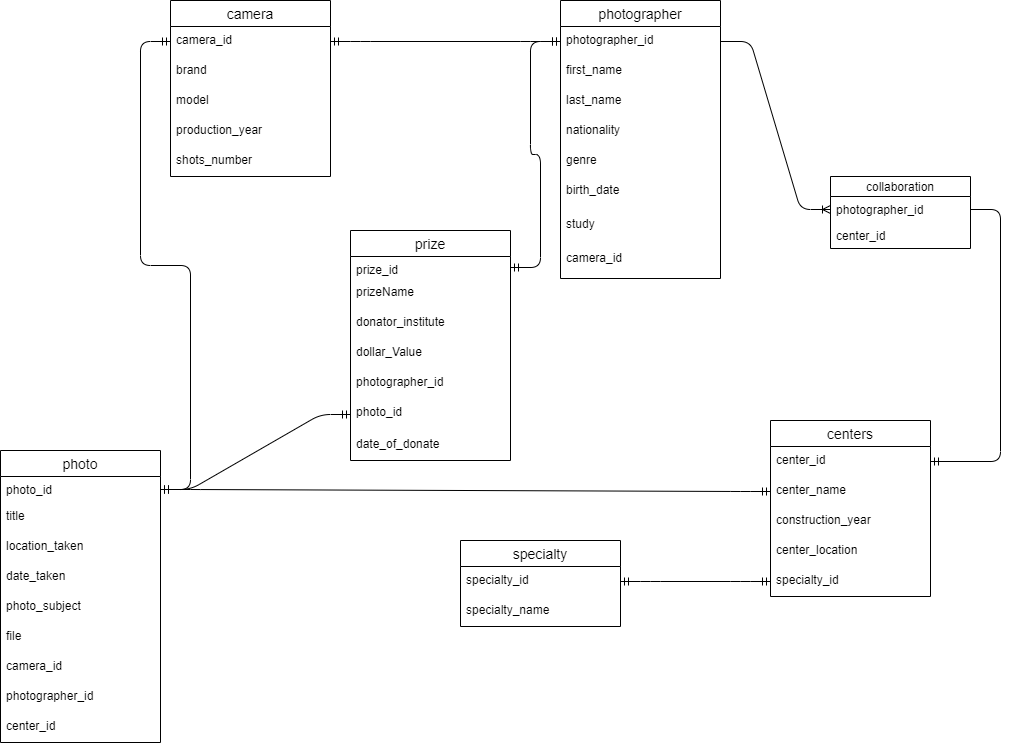 camera
camera_id
brand
model
production_year
shots_number
photographer
photographer_id
first_name
last_name
nationality
genre
birth_date
study
camera_id
collaboration
photographer_id
center_id
prize
prize_id
prizeName
donator_institute
dollar_Value
photographer_id
photo_id
date_of_donate
centers
center_id
center_name
construction_year
center_location
specialty_id
photo
photo_id
title
location_taken
date_taken
photo_subject
file
camera_id
photographer_id
center_id
specialty
specialty_id
specialty_name